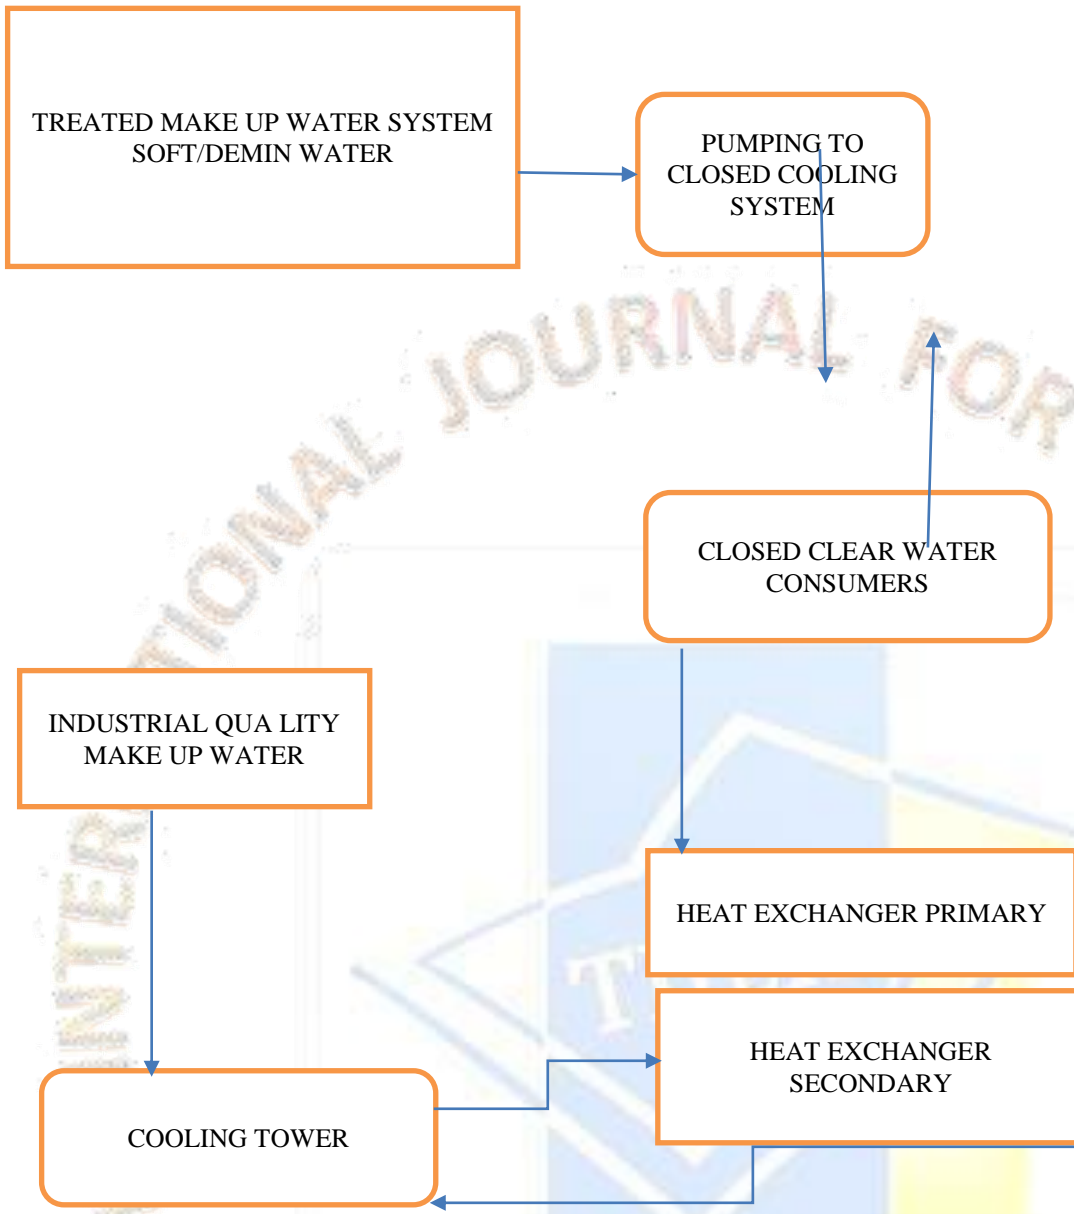 TREATED MAKE UP WATER SYSTEM
SOFT/DEMIN WATER
PUMPING TO
CLOSED COOLING
SYSTEM
JOURNAL FOR
CLOSED CLEAR WATER
CONSUMERS
INDUSTRIAL QUA LITY
MAKE UP WATER
HEAT EXCHANGER PRIMARY
HEAT EXCHANGER
SECONDARY
COOLING TOWER